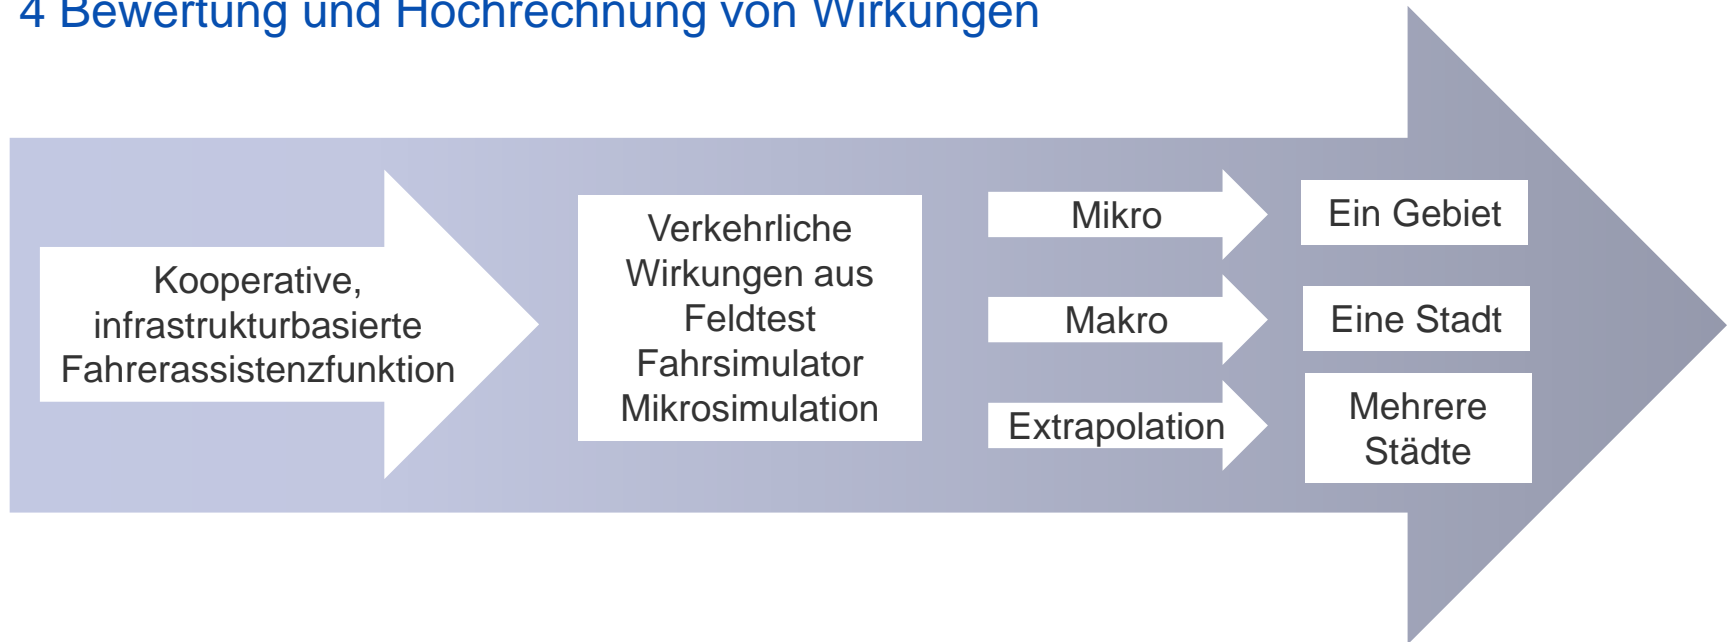 4 Bewertung und Hochrechnung von Wirkungen
Kooperative,
infrastrukturbasierte
Fahrerassistenzfunktion
Verkehrliche
Wirkungen aus
Feldtest
Fahrsimulator
Mikrosimulation
Mikro
Ein Gebiet
Makro
Eine Stadt
Extrapolation
Mehrere
Städte